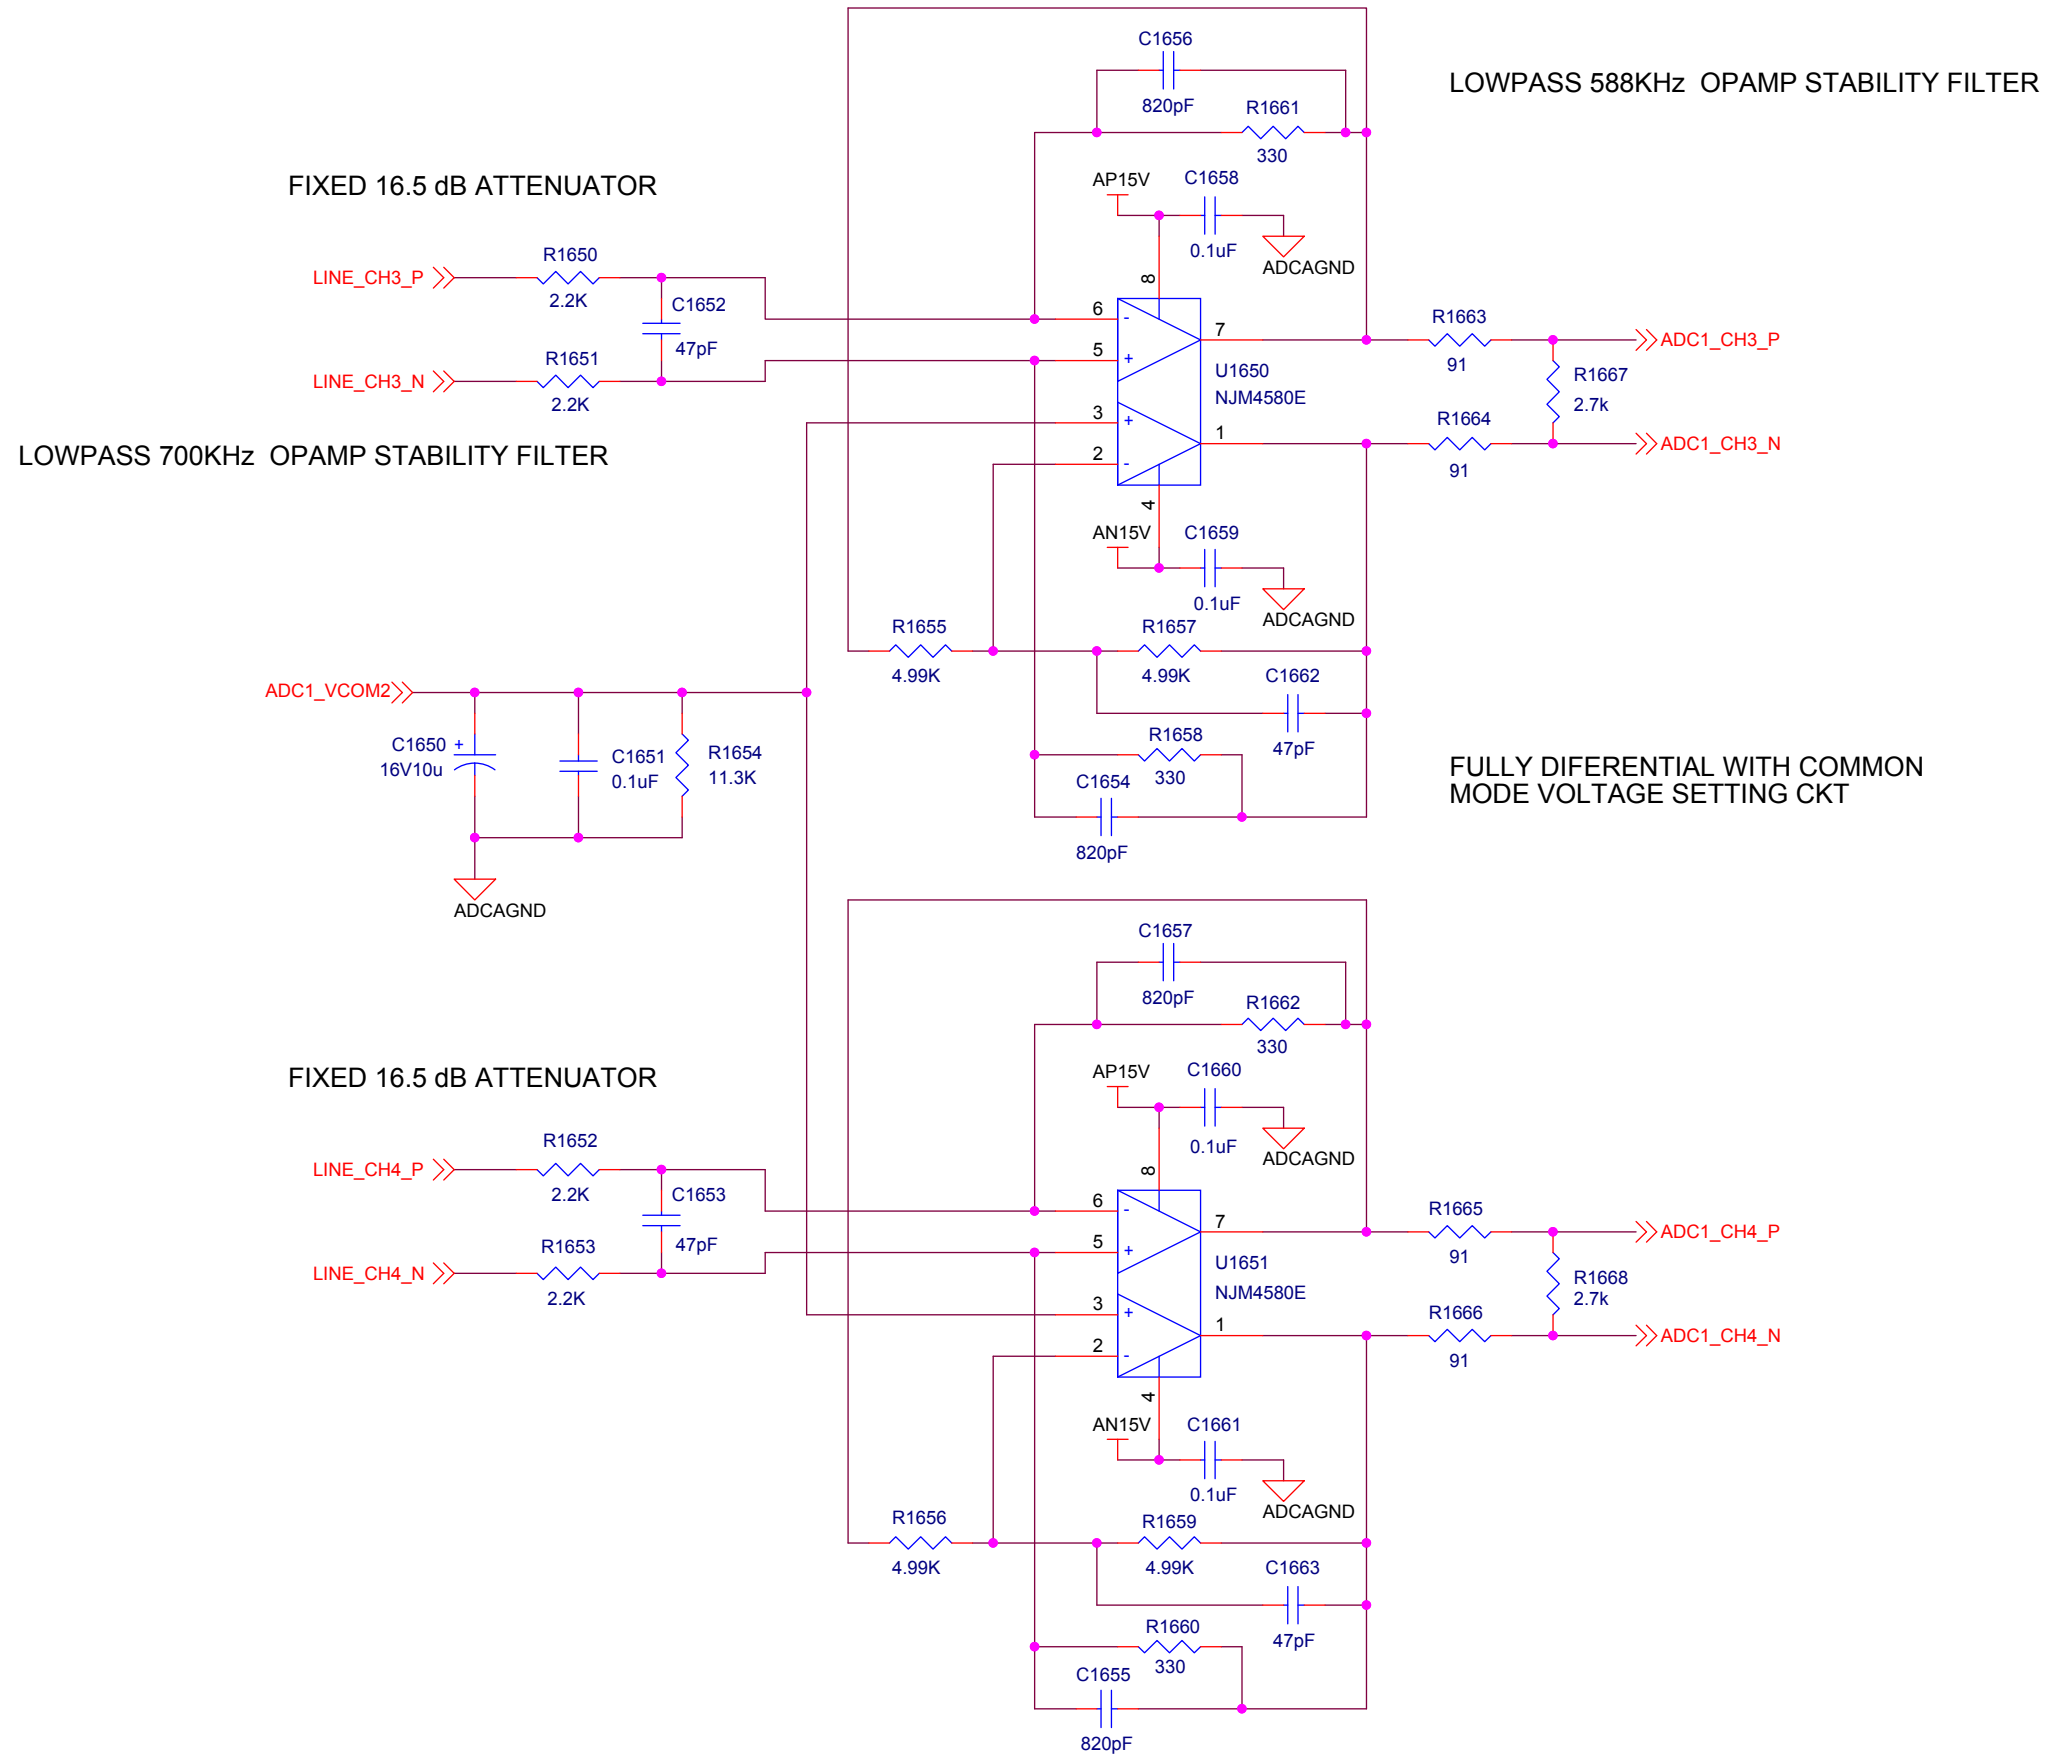 C1656
820pF
R1661
330
LOWPASS 588KHz  OPAMP STABILITY FILTER
FIXED 16.5 dB ATTENUATOR
AP15V
C1658
0.1uF
ADCAGND
LINE_CH3_P
R1650
2.2K
C1652
47pF
LINE_CH3_N
R1651
2.2K
8
6
-
5
+
3
+
2
-
7
1
4
U1650
NJM4580E
R1663
91
ADC1_CH3_P
R1667
2.7k
R1664
91
ADC1_CH3_N
LOWPASS 700KHz  OPAMP STABILITY FILTER
AN15V
C1659
0.1uF
ADCAGND
R1655
4.99K
R1657
4.99K
C1662
47pF
R1658
330
C1654
820pF
ADC1_VCOM2
C1650
+
16V10u
C1651
0.1uF
R1654
11.3K
ADCAGND
FULLY DIFERENTIAL WITH COMMON
MODE VOLTAGE SETTING CKT
C1657
820pF
R1662
330
FIXED 16.5 dB ATTENUATOR
AP15V
C1660
0.1uF
ADCAGND
LINE_CH4_P
R1652
2.2K
C1653
47pF
LINE_CH4_N
R1653
2.2K
8
6
-
5
+
3
+
2
-
7
1
4
U1651
NJM4580E
R1665
91
ADC1_CH4_P
R1668
2.7k
R1666
91
ADC1_CH4_N
AN15V
C1661
0.1uF
ADCAGND
R1656
4.99K
R1659
4.99K
C1663
47pF
R1660
330
C1655
820pF